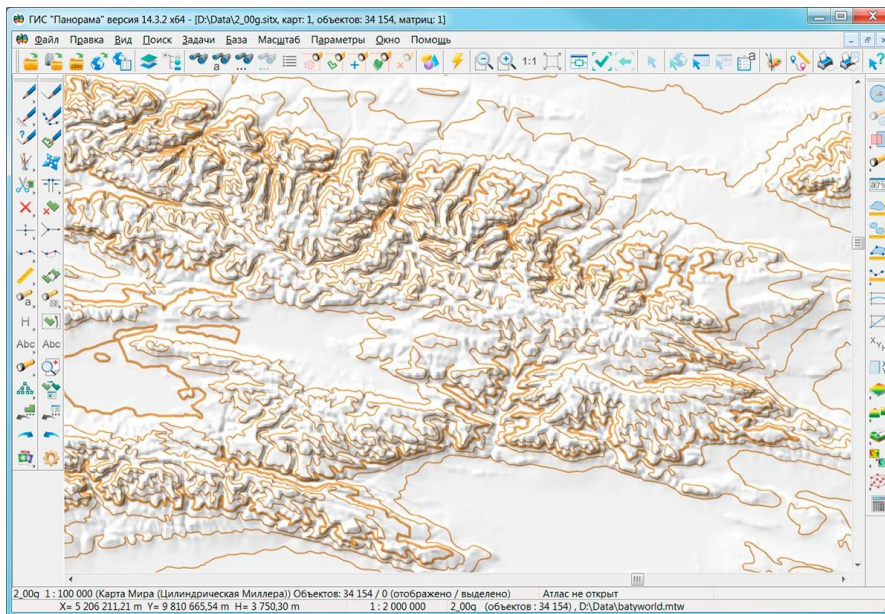 ГИС "Панорама" версия 14.3.2 x64 - [D:\Data\2_00g.sitx, карт: 1, объектов: 34 154, матриц: 1]
Файл Правка Вид Поиск Задачи База Масштаб Параметры Окно Помощь
a 1:1 a ?
?
a
a
H
Abc Abc
2_00g 1 : 100 000 (Карта Мира (Цилиндрическая Миллера)) Объектов: 34 154 / 0 (отображено / выделено) Атлас не открыт
X= 5 206 211,21 m Y= 9 810 665,54 m H= 3 750,30 m 1 : 2 000 000 2_00g (объектов : 34 154) , D:\Data\batyworld.mtw